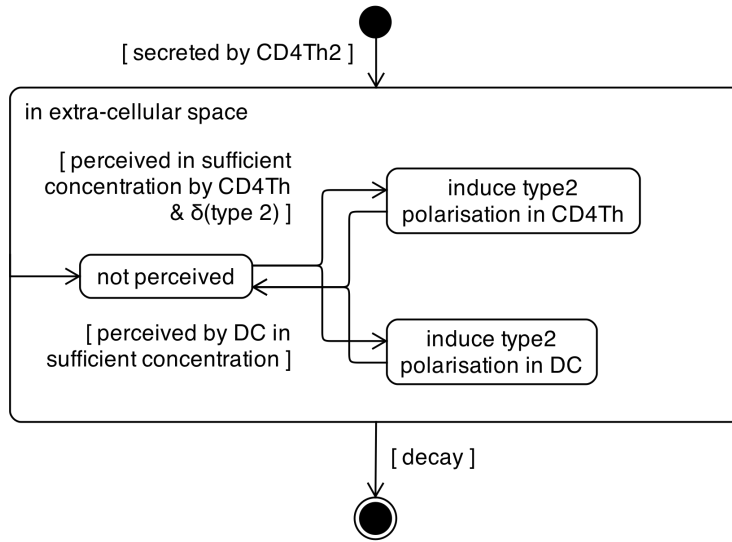 [ secreted by CD4Th2 ]
in extra-cellular space
[ perceived in sufficient
concentration by CD4Th
& δ(type 2) ]
induce type2
polarisation in CD4Th
not perceived
[ perceived by DC in
sufficient concentration ]
induce type2
polarisation in DC
[ decay ]